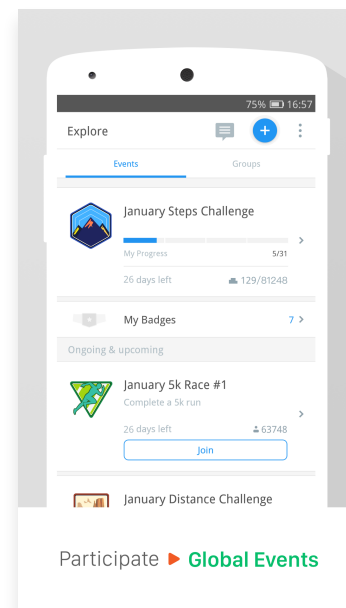 75% 16:57
Explore
Events Groups
January Steps Challenge
My Progress 5/31
26 days left 129/81248
My Badges 7
Ongoing & upcoming
January 5k Race #1
Complete a 5k run
26 days left 63748
Join
January Distance Challenge
Participate Global Events